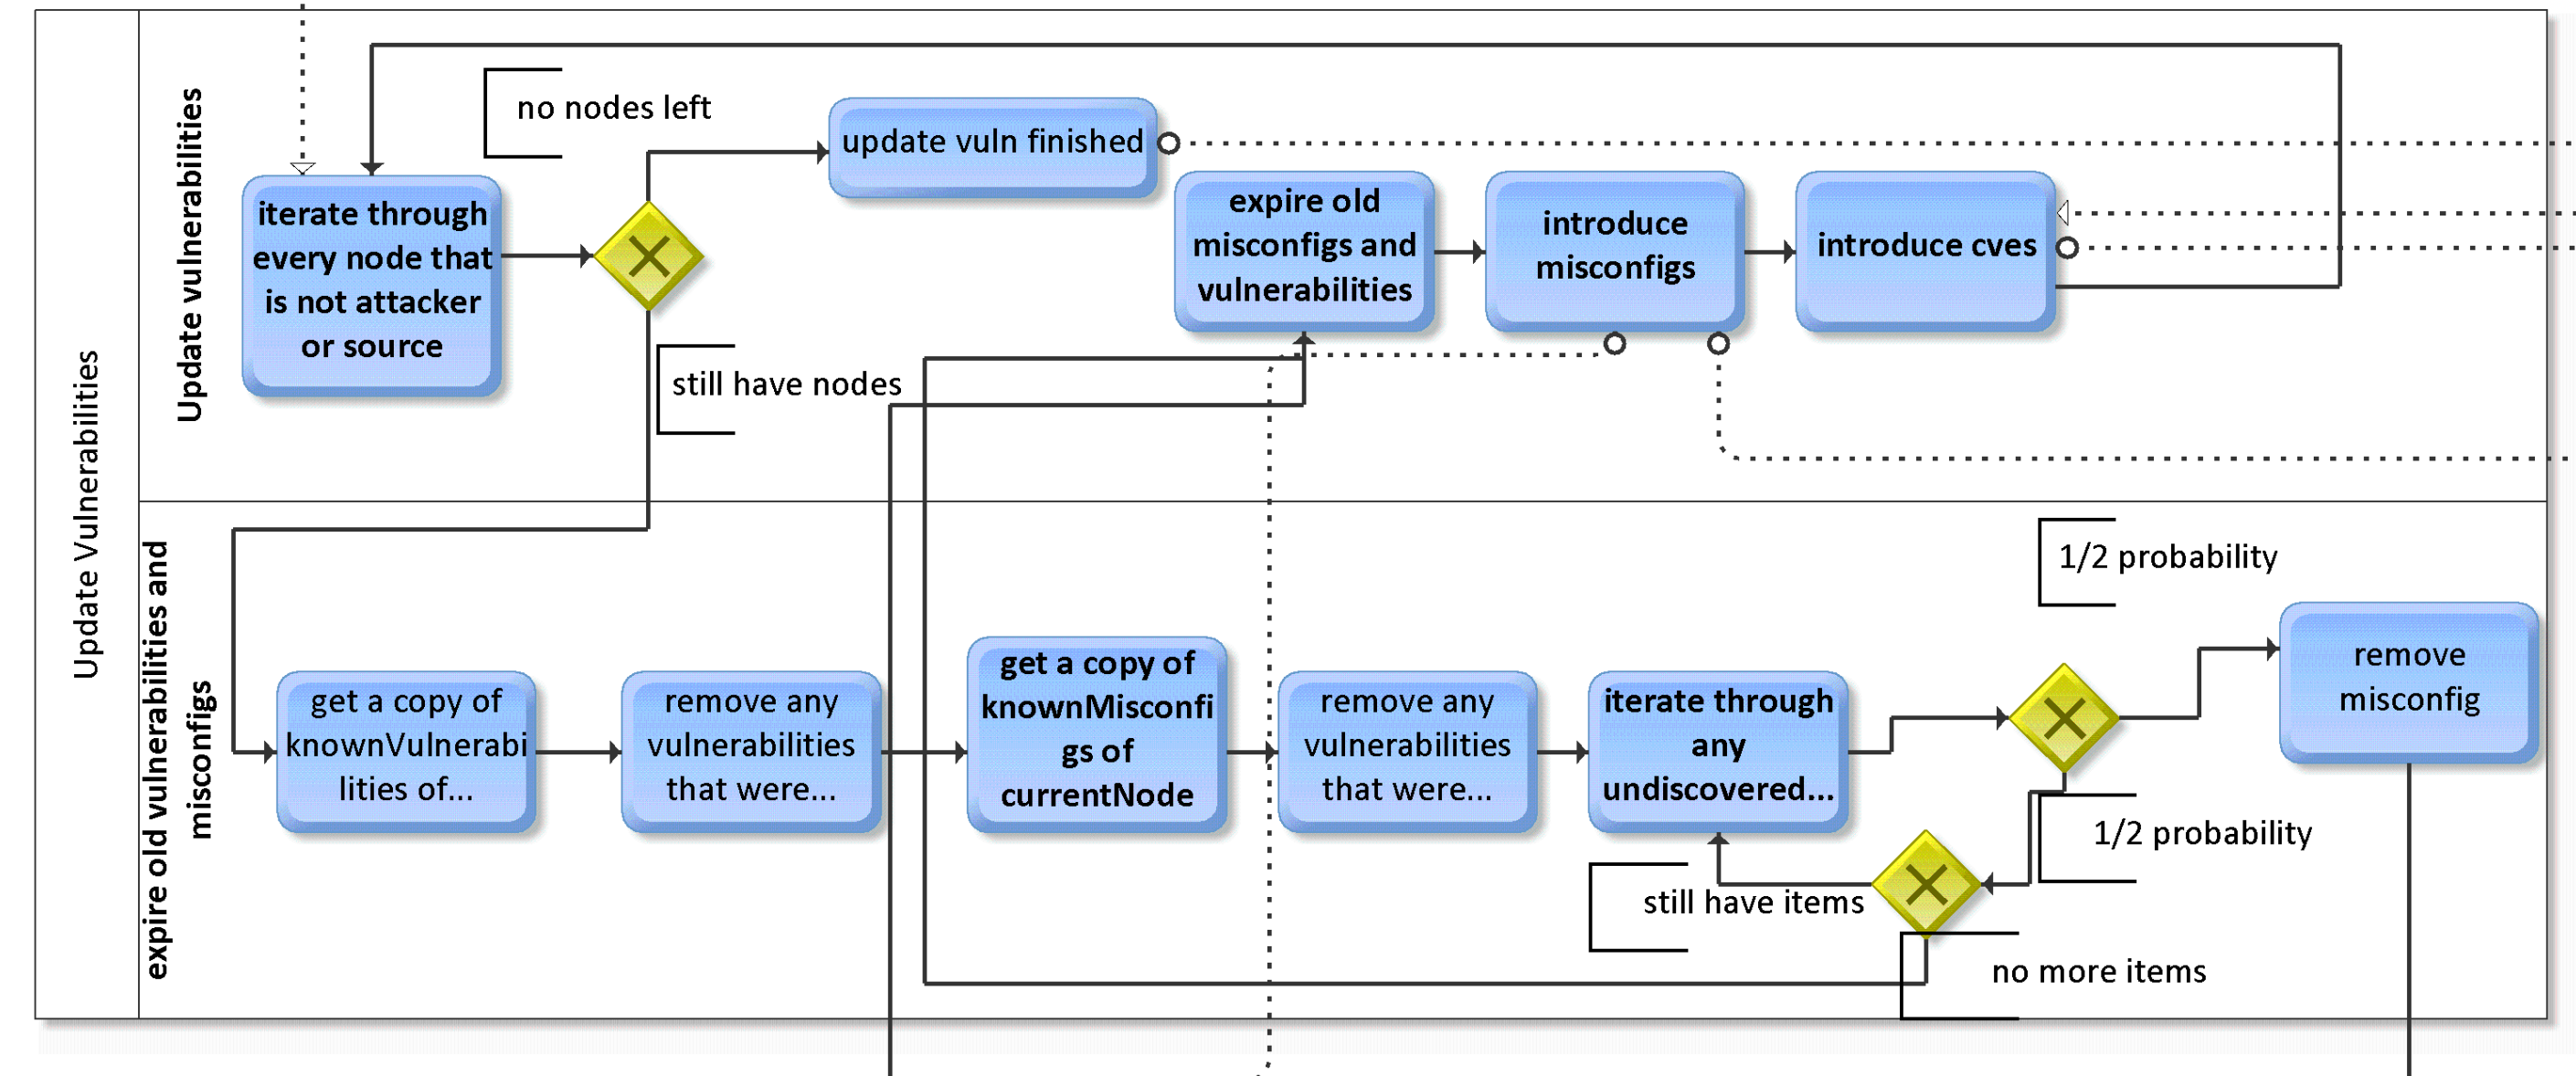 Update Vulnerabilities
Update vulnerabilities
no nodes left
update vuln finished
iterate through
every node that
is not attacker
or source
expire old
misconfigs and
vulnerabilities
introduce
misconfigs
introduce cves
still have nodes
expire old vulnerabilities and
misconfigs
get a copy of
knownVulnerabi
lities of...
remove any
vulnerabilities
that were...
get a copy of
knownMisconfi
gs of
currentNode
remove any
vulnerabilities
that were...
iterate through
any
undiscovered...
1/2 probability
remove
misconfig
1/2 probability
still have items
no more items